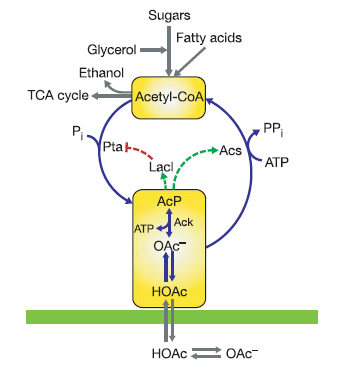 Sugars
Fatty acids
Glycerol
Ethanol
TCA cycle
Acetyl-CoA
Pi
PPi
Pta
Acs
ATP
LacI
AcP
ATP
Ack
OAc–
HOAc
HOAc
OAc–